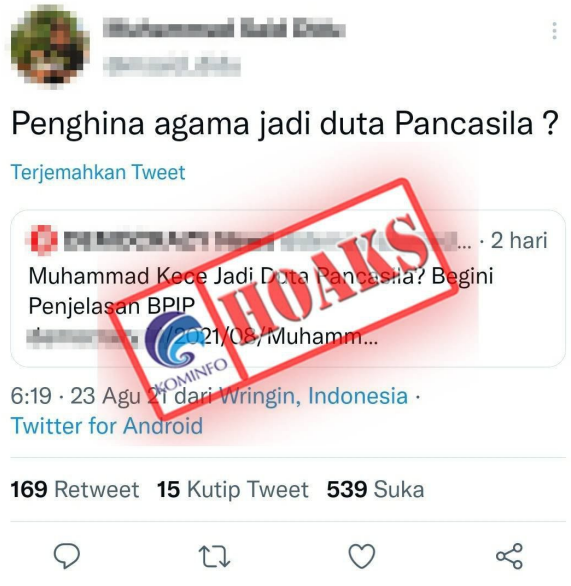 Penghina agama jadi duta Pancasila ?
Terjemahkan Tweet
... · 2 hari
Muhammad Kece Jadi Duta Pancasila? Begini
Penjelasan BPIP
/2021/08/Muhamm...
KOMINFO
HOAKS
6:19 · 23 Agu 21 dari Wringin, Indonesia ·
Twitter for Android
169 Retweet 15 Kutip Tweet 539 Suka